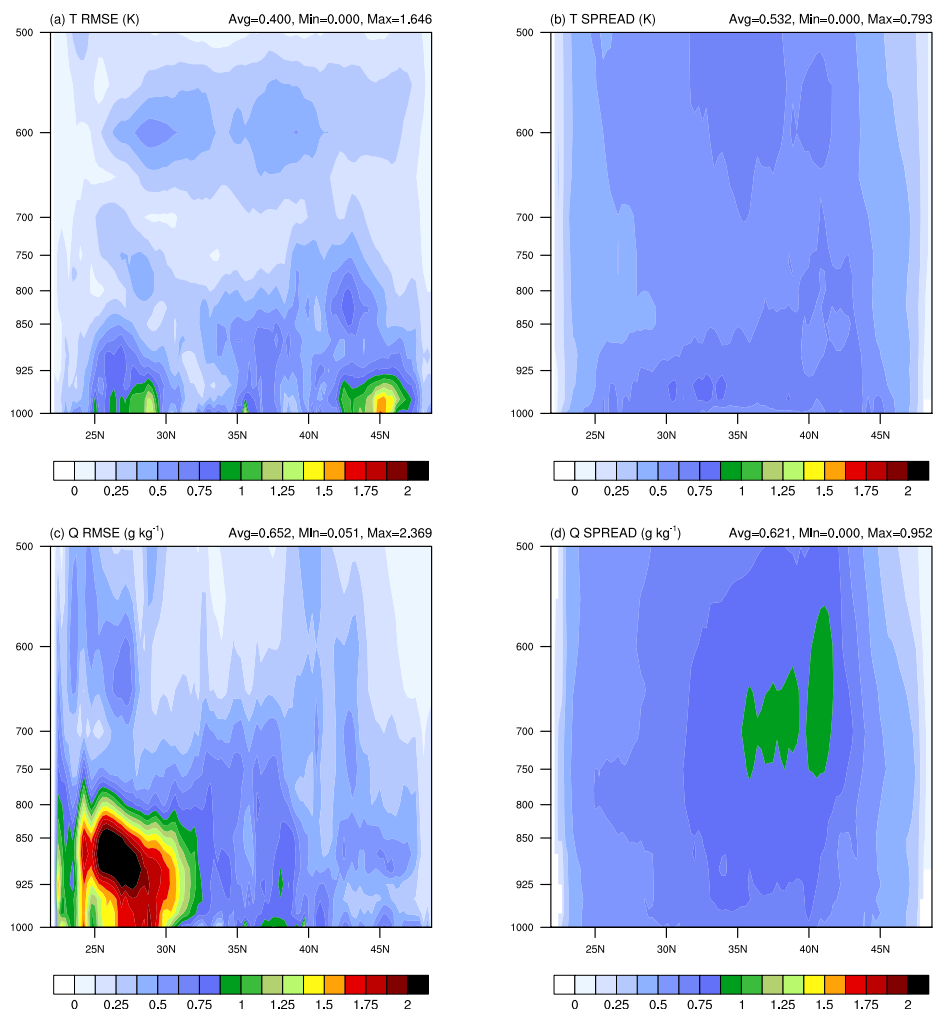 (a) T RMSE (K) Avg=0.400, Min=0.000, Max=1.646
500
600
700
750
800
850
925
1000
25N 30N 35N 40N 45N
0 0.25 0.5 0.75 1 1.25 1.5 1.75 2
(b) T SPREAD (K) Avg=0.532, Min=0.000, Max=0.793
500
600
700
750
800
850
925
1000
25N 30N 35N 40N 45N
0 0.25 0.5 0.75 1 1.25 1.5 1.75 2
(c) Q RMSE (g kg⁻¹) Avg=0.652, Min=0.051, Max=2.369
500
600
700
750
800
850
925
1000
25N 30N 35N 40N 45N
0 0.25 0.5 0.75 1 1.25 1.5 1.75 2
(d) Q SPREAD (g kg⁻¹) Avg=0.621, Min=0.000, Max=0.952
500
600
700
750
800
850
925
1000
25N 30N 35N 40N 45N
0 0.25 0.5 0.75 1 1.25 1.5 1.75 2